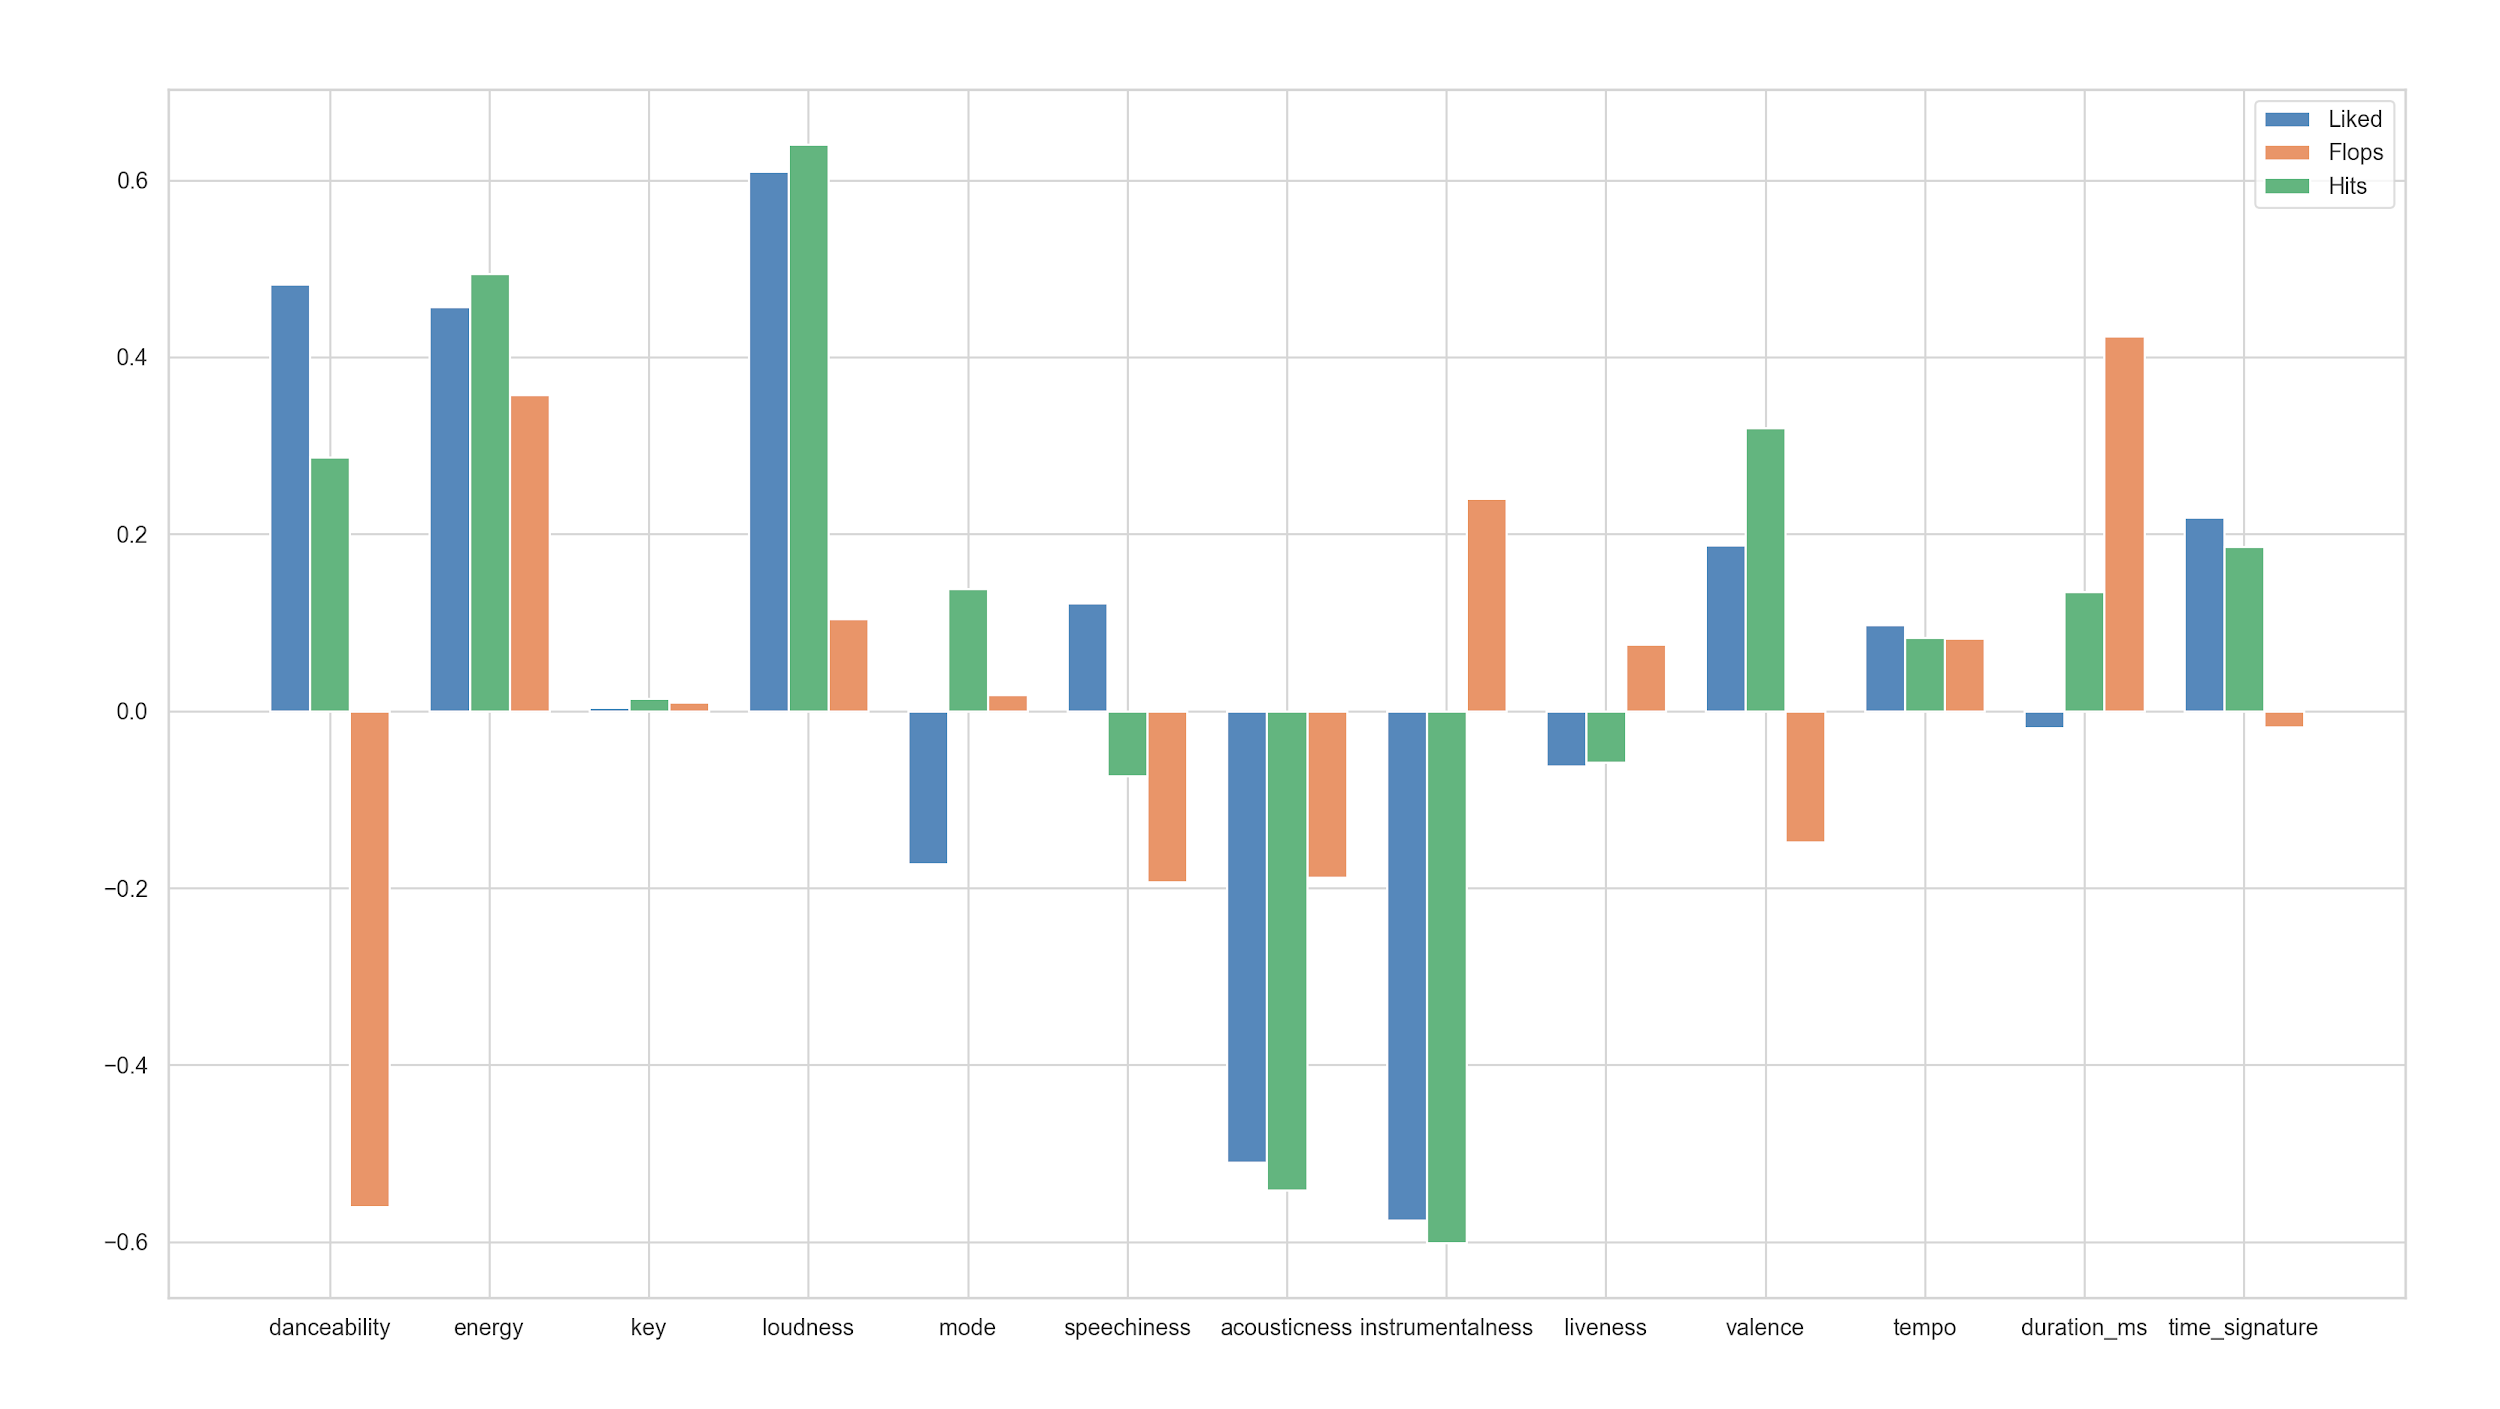 Liked
Flops
Hits
0.6
0.4
0.2
0.0
−0.2
−0.4
−0.6
danceability energy key loudness mode speechiness acousticness instrumentalness liveness valence tempo duration_ms time_signature